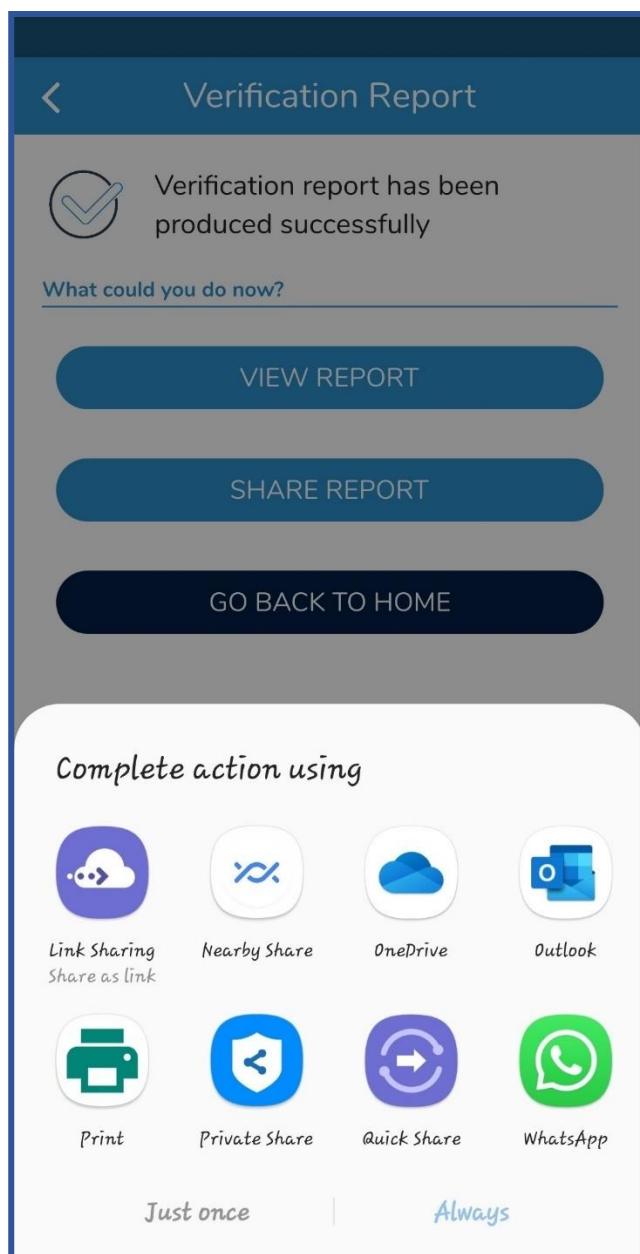 Verification Report
Verification report has been
produced successfully
What could you do now?
VIEW REPORT
SHARE REPORT
GO BACK TO HOME
Complete action using
Link Sharing
Share as link
Nearby Share
OneDrive
Outlook
Print
Private Share
Quick Share
WhatsApp
Just once
Always